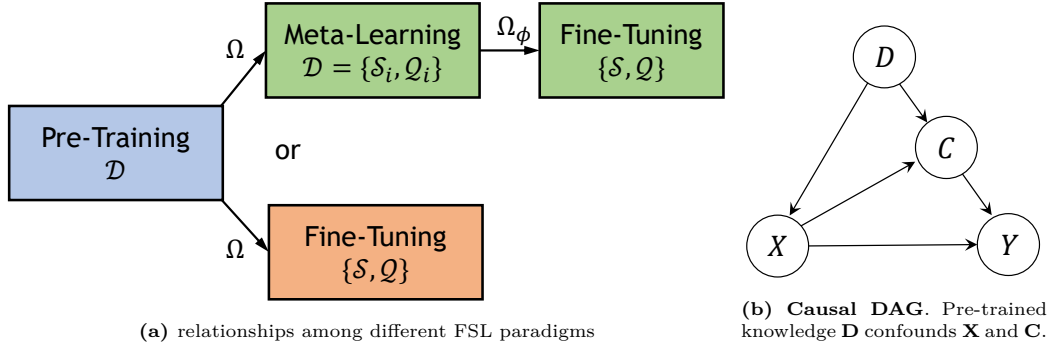 Ω
Meta-Learning
𝒟 = {𝒮ᵢ, 𝒬ᵢ}
Ω_ϕ
Fine-Tuning
{𝒮, 𝒬}
Pre-Training
𝒟
or
Ω
Fine-Tuning
{𝒮, 𝒬}
(a) relationships among different FSL paradigms
D
C
X
Y
(b) Causal DAG. Pre-trained
knowledge D confounds X and C.